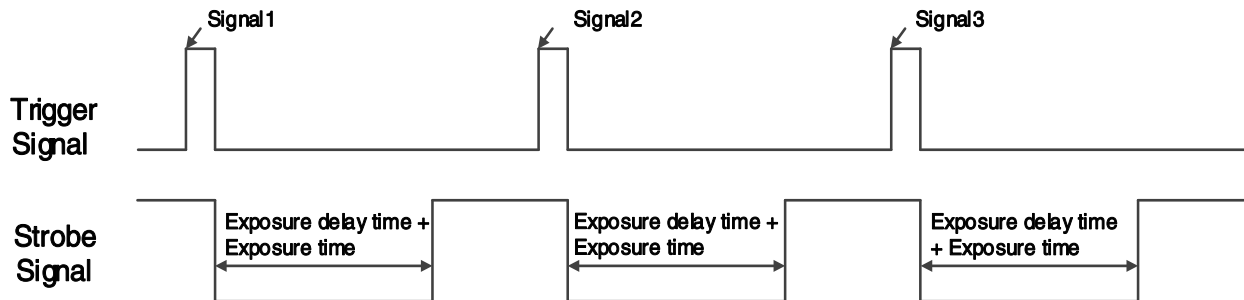 Signal1
Signal2
Signal3
Trigger
Signal
Strobe
Signal
Exposure delay time +
Exposure time
Exposure delay time +
Exposure time
Exposure delay time
+ Exposure time